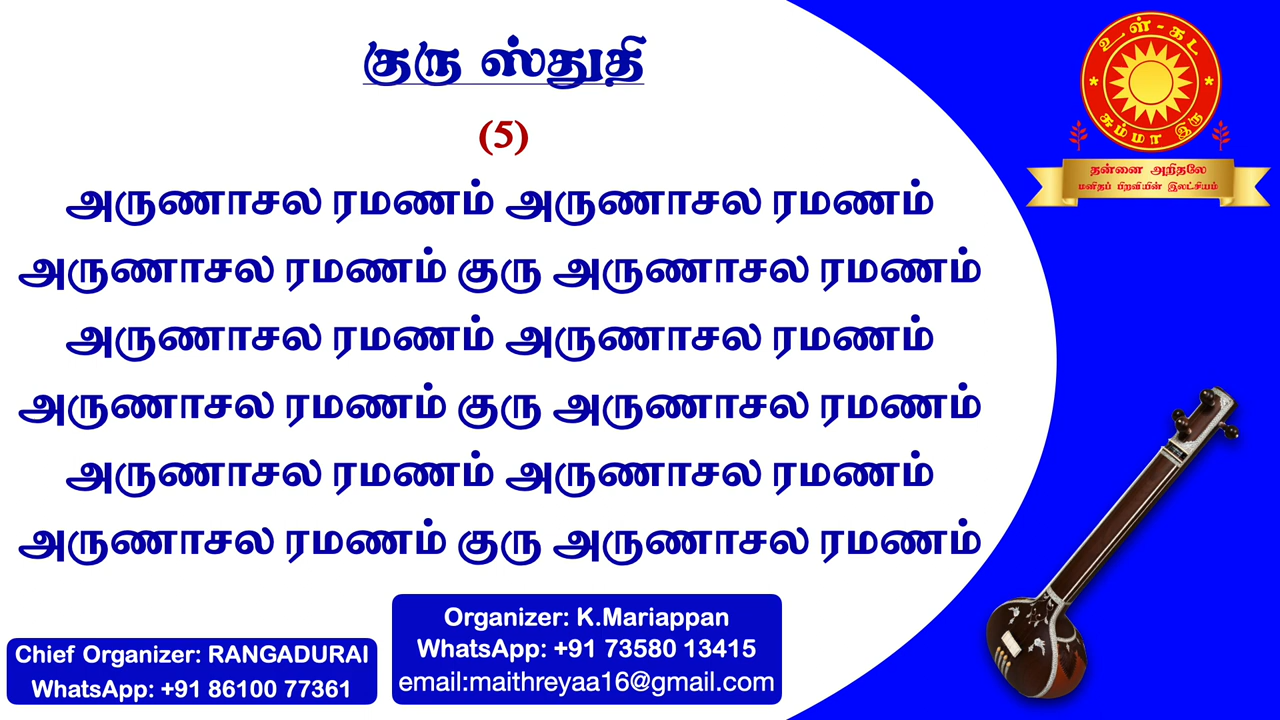 குரு ஸ்துதி
(5)
அருணாசல ரமணம் அருணாசல ரமணம்
அருணாசல ரமணம் குரு அருணாசல ரமணம்
அருணாசல ரமணம் அருணாசல ரமணம்
அருணாசல ரமணம் குரு அருணாசல ரமணம்
அருணாசல ரமணம் அருணாசல ரமணம்
அருணாசல ரமணம் குரு அருணாசல ரமணம்
உள்-கட
சும்மா இரு
தன்னை அறிதலே
மனிதப் பிறவியின் இலட்சியம்
Chief Organizer: RANGADURAI
WhatsApp: +91 86100 77361
Organizer: K.Mariappan
WhatsApp: +91 73580 13415
email:maithreyaa16@gmail.com